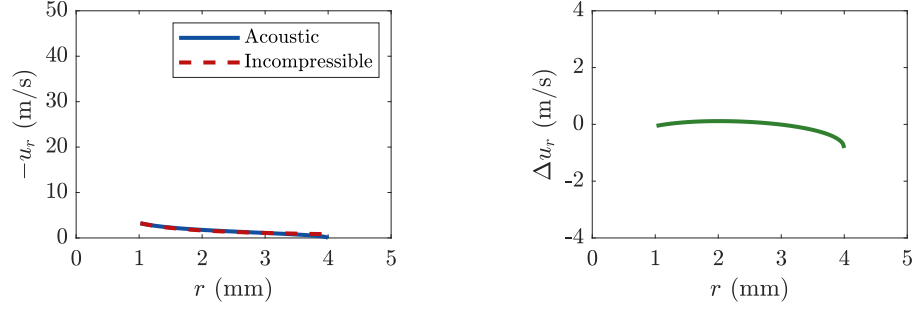 50
40
30
20
10
0
−u_r (m/s)
Acoustic
Incompressible
0 1 2 3 4 5
r (mm)
4
2
0
-2
-4
Δu_r (m/s)
0 1 2 3 4 5
r (mm)